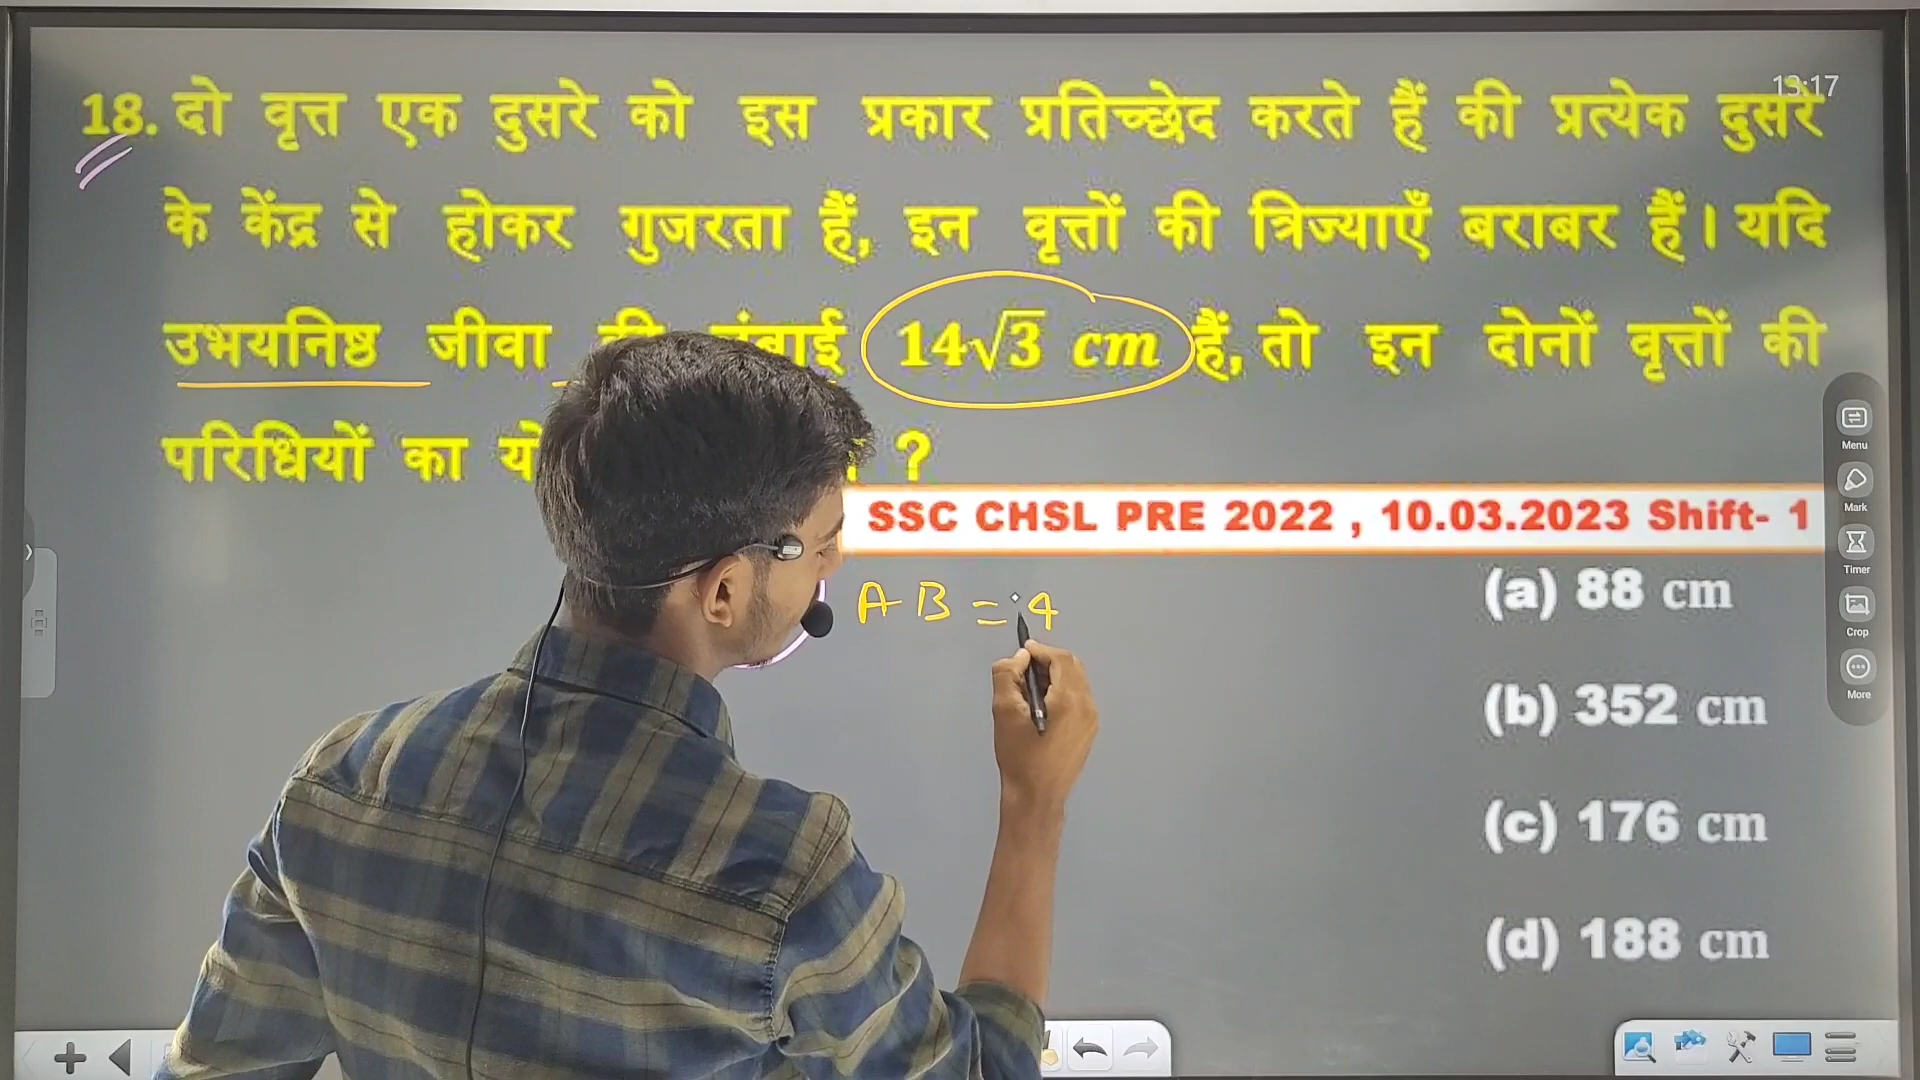 13:17
18. दो वृत्त एक दुसरे को इस प्रकार प्रतिच्छेद करते हैं की प्रत्येक दुसरे
के केंद्र से होकर गुजरता हैं, इन वृत्तों की त्रिज्याएँ बराबर हैं। यदि
उभयनिष्ठ जीवा 14√3 cm हैं, तो इन दोनों वृत्तों की
परिधियों का ?
SSC CHSL PRE 2022 , 10.03.2023 Shift- 1
AB = 4
(a) 88 cm
(b) 352 cm
(c) 176 cm
(d) 188 cm
Menu
Mark
Timer
Crop
More